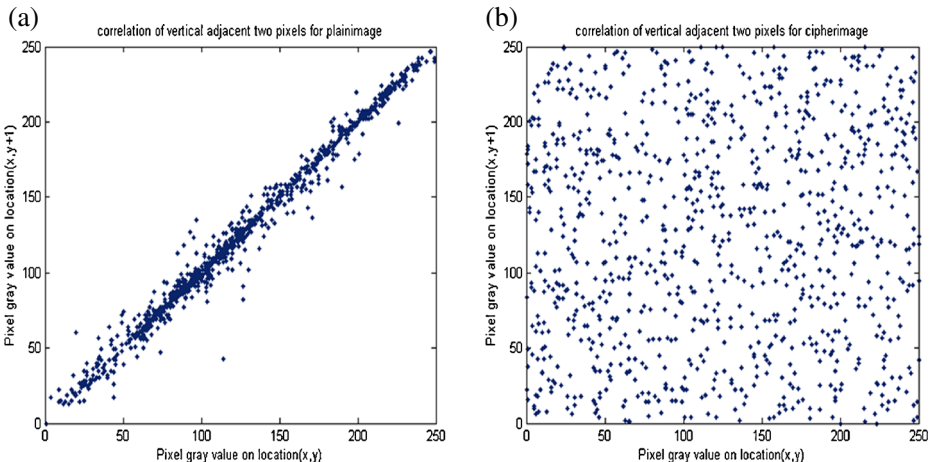 (a)
correlation of vertical adjacent two pixels for plainimage
Pixel gray value on location(x,y+1)
250
200
150
100
50
0
0 50 100 150 200 250
Pixel gray value on location(x,y)
(b)
correlation of vertical adjacent two pixels for cipherimage
Pixel gray value on location(x,y+1)
250
200
150
100
50
0
0 50 100 150 200 250
Pixel gray value on location(x,y)